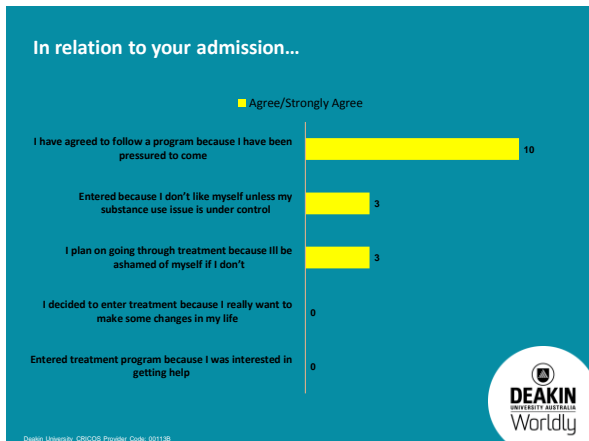 In relation to your admission...
Agree/Strongly Agree
I have agreed to follow a program because I have been
pressured to come
10
Entered because I don't like myself unless my
substance use issue is under control
3
I plan on going through treatment because Ill be
ashamed of myself if I don't
3
I decided to enter treatment because I really want to
make some changes in my life
0
Entered treatment program because I was interested in
getting help
0
DEAKIN
UNIVERSITY AUSTRALIA
Worldly
Deakin University CRICOS Provider Code: 00113B